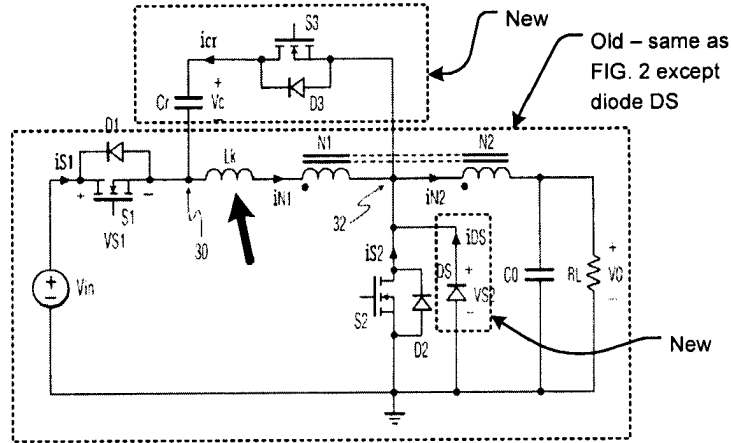 New
Old – same as
FIG. 2 except
diode DS
S3
icr
+
Cr
Vc
–
D3
D1
iS1
Lk
N1
N2
+
–
S1
VS1
30
iN1
32
iN2
iS2
iDS
DS
+
VS2
–
S2
D2
C0
RL
+
VO
–
+
–
Vin
New